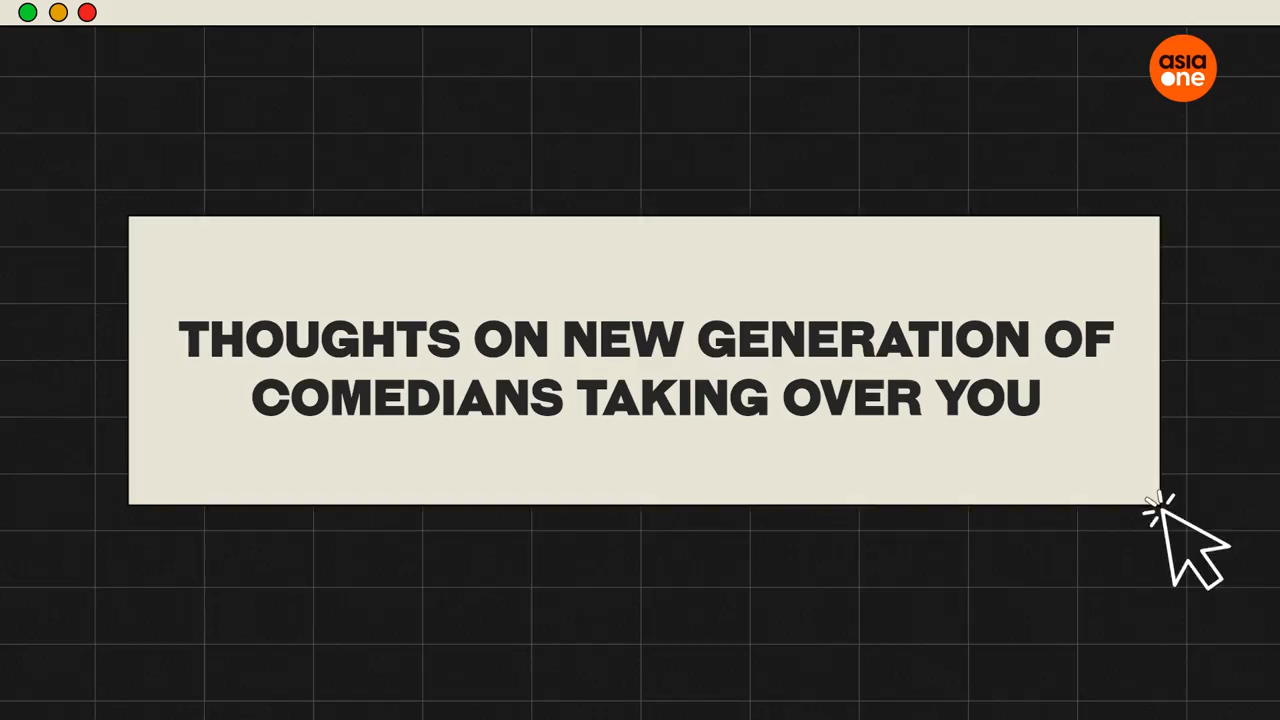 asia
one
THOUGHTS ON NEW GENERATION OF
COMEDIANS TAKING OVER YOU